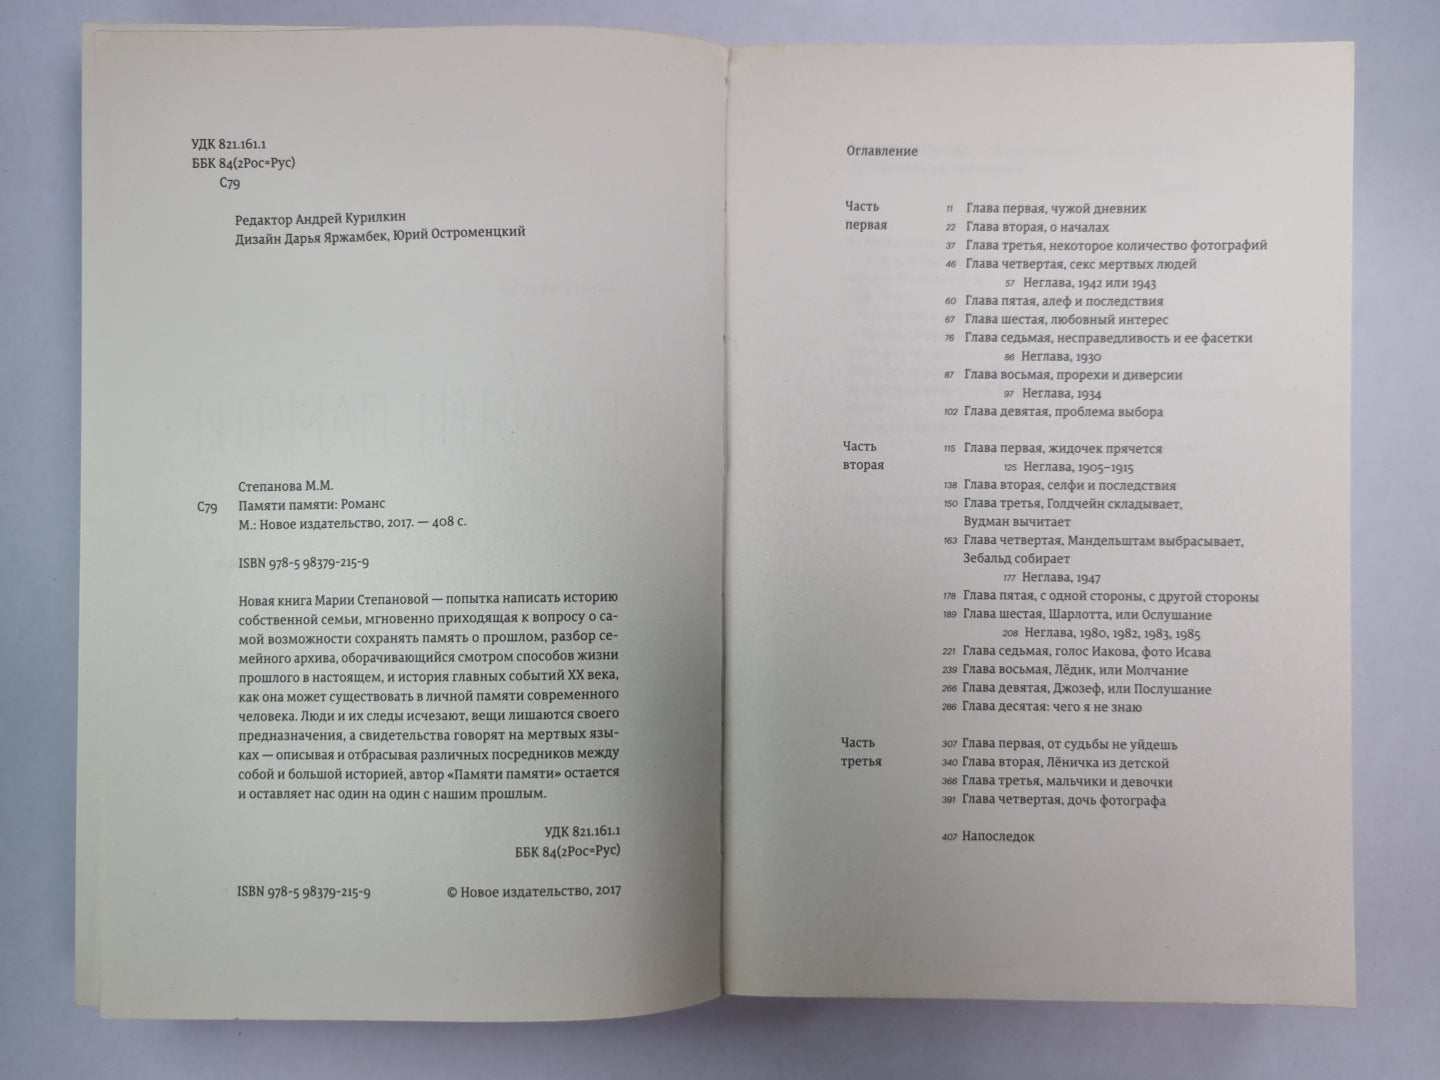 УДК 821.161.1
ББК 84(2Рос=Рус)
С79
Редактор Андрей Курилкин
Дизайн Дарья Яржамбек, Юрий Остроменцкий
Степанова М.М.
С79 Памяти памяти: Романс
М.: Новое издательство, 2017. — 408 с.
ISBN 978-5 98379-215-9
Новая книга Марии Степановой — попытка написать историю
собственной семьи, мгновенно приходящая к вопросу о са-
мой возможности сохранять память о прошлом, разбор се-
мейного архива, оборачивающийся смотром способов жизни
прошлого в настоящем, и история главных событий XX века,
как она может существовать в личной памяти современного
человека. Люди и их следы исчезают, вещи лишаются своего
предназначения, а свидетельства говорят на мертвых язы-
ках — описывая и отбрасывая различных посредников между
собой и большой историей, автор «Памяти памяти» остается
и оставляет нас один на один с нашим прошлым.
УДК 821.161.1
ББК 84(2Рос=Рус)
ISBN 978-5 98379-215-9 © Новое издательство, 2017
Оглавление
Часть
первая
11 Глава первая, чужой дневник
22 Глава вторая, о началах
37 Глава третья, некоторое количество фотографий
46 Глава четвертая, секс мертвых людей
57 Неглава, 1942 или 1943
60 Глава пятая, алеф и последствия
67 Глава шестая, любовный интерес
76 Глава седьмая, несправедливость и ее фасетки
86 Неглава, 1930
87 Глава восьмая, прорехи и диверсии
97 Неглава, 1934
102 Глава девятая, проблема выбора
Часть
вторая
115 Глава первая, жидочек прячется
125 Неглава, 1905–1915
138 Глава вторая, селфи и последствия
150 Глава третья, Голдчейн складывает,
Вудман вычитает
163 Глава четвертая, Мандельштам выбрасывает,
Зебальд собирает
177 Неглава, 1947
178 Глава пятая, с одной стороны, с другой стороны
189 Глава шестая, Шарлотта, или Ослушание
208 Неглава, 1980, 1982, 1983, 1985
221 Глава седьмая, голос Иакова, фото Исава
239 Глава восьмая, Лёдик, или Молчание
266 Глава девятая, Джозеф, или Послушание
286 Глава десятая: чего я не знаю
Часть
третья
307 Глава первая, от судьбы не уйдешь
340 Глава вторая, Лёничка из детской
366 Глава третья, мальчики и девочки
391 Глава четвертая, дочь фотографа
407 Напоследок